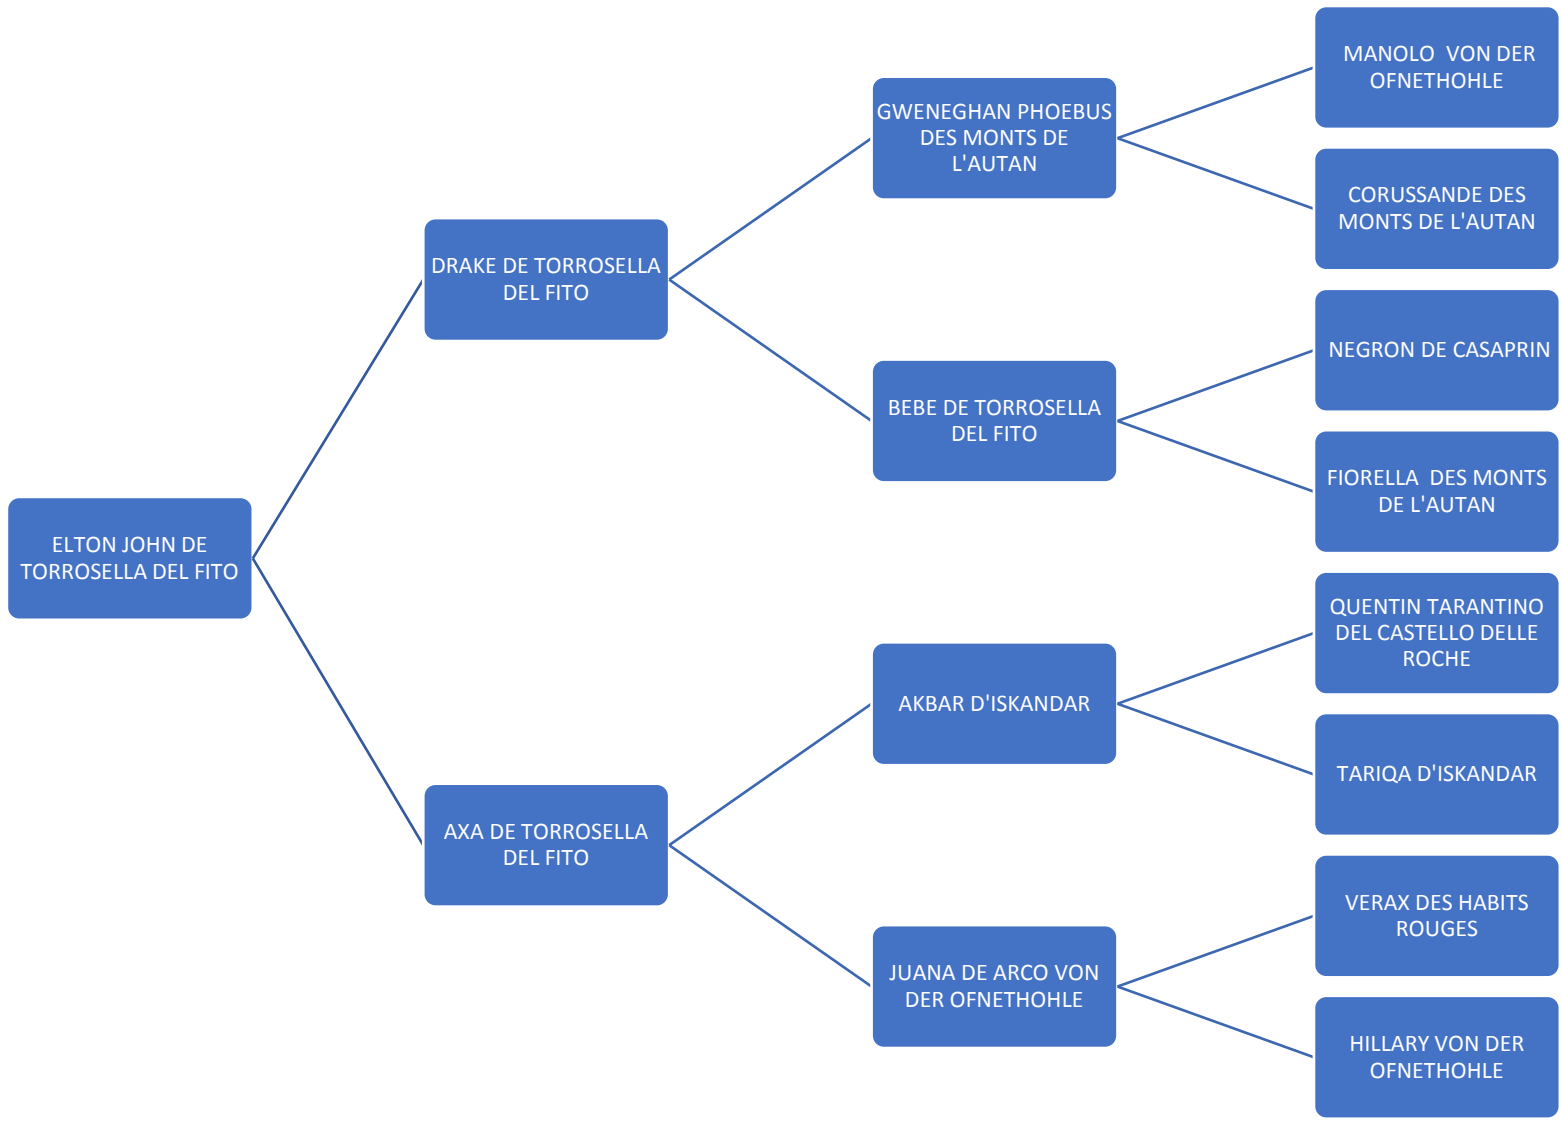 ELTON JOHN DE
TORROSELLA DEL FITO
DRAKE DE TORROSELLA
DEL FITO
GWENEGHAN PHOEBUS
DES MONTS DE
L'AUTAN
MANOLO  VON DER
OFNETHOHLE
CORUSSANDE DES
MONTS DE L'AUTAN
BEBE DE TORROSELLA
DEL FITO
NEGRON DE CASAPRIN
FIORELLA  DES MONTS
DE L'AUTAN
AXA DE TORROSELLA
DEL FITO
AKBAR D'ISKANDAR
QUENTIN TARANTINO
DEL CASTELLO DELLE
ROCHE
TARIQA D'ISKANDAR
JUANA DE ARCO VON
DER OFNETHOHLE
VERAX DES HABITS
ROUGES
HILLARY VON DER
OFNETHOHLE